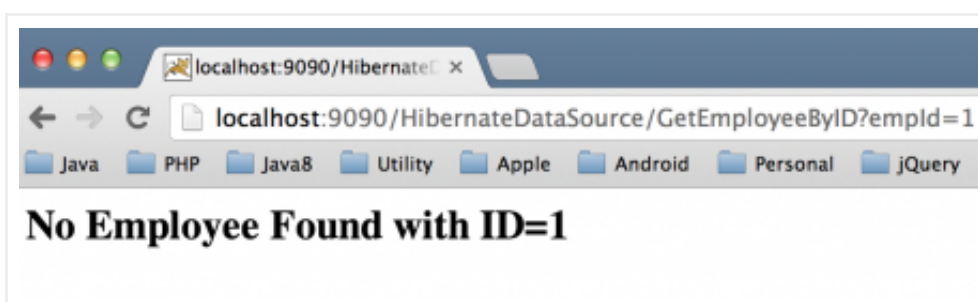 localhost:9090/Hibernate
localhost:9090/HibernateDataSource/GetEmployeeByID?empId=1
Java PHP Java8 Utility Apple Android Personal jQuery
No Employee Found with ID=1